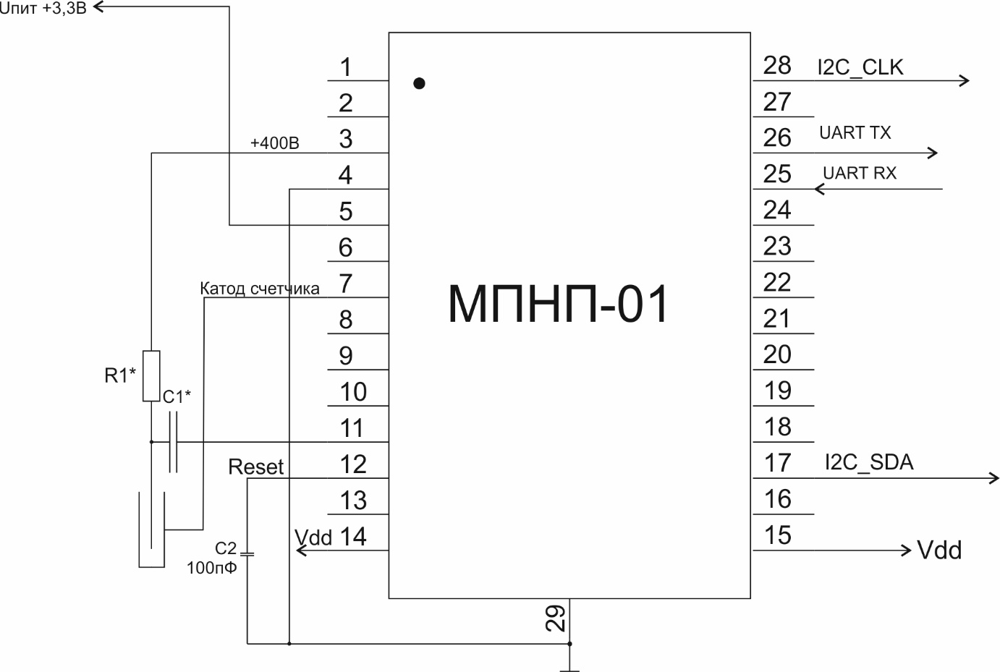 Uпит +3,3В
1
28
I2C_CLK
2
27
+400В
3
26
UART TX
4
25
UART RX
5
24
6
23
Катод счетчика
7
22
МПНП-01
8
21
9
20
R1*
C1*
10
19
11
18
Reset
12
17
I2C_SDA
13
16
Vdd
14
15
Vdd
C2
100пФ
29